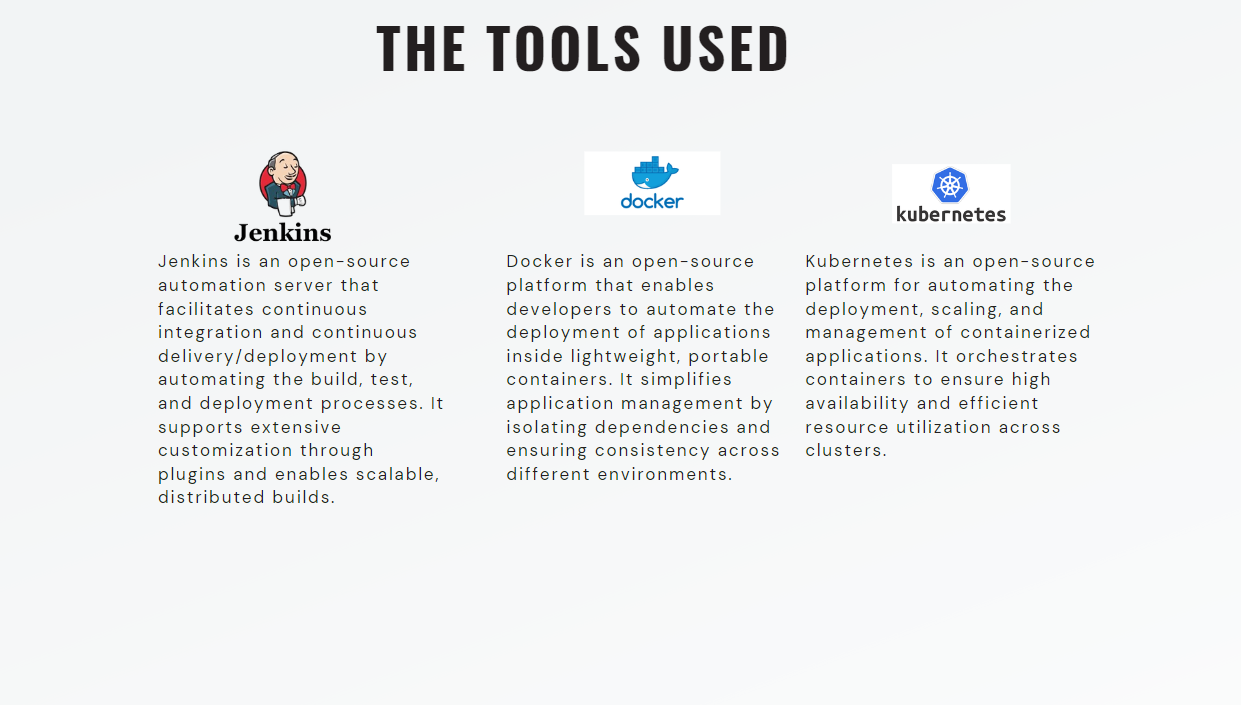 THE TOOLS USED
Jenkins
Jenkins is an open-source
automation server that
facilitates continuous
integration and continuous
delivery/deployment by
automating the build, test,
and deployment processes. It
supports extensive
customization through
plugins and enables scalable,
distributed builds.
docker
Docker is an open-source
platform that enables
developers to automate the
deployment of applications
inside lightweight, portable
containers. It simplifies
application management by
isolating dependencies and
ensuring consistency across
different environments.
kubernetes
Kubernetes is an open-source
platform for automating the
deployment, scaling, and
management of containerized
applications. It orchestrates
containers to ensure high
availability and efficient
resource utilization across
clusters.